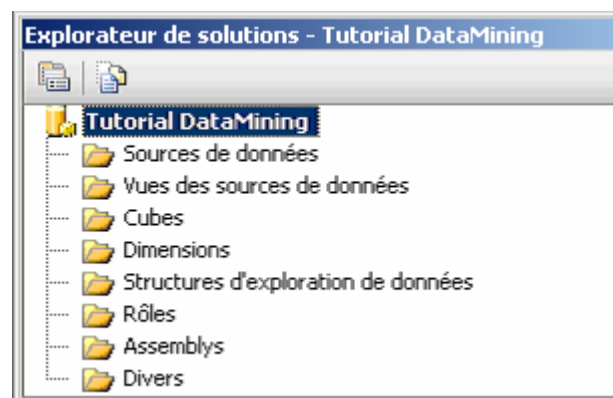 Explorateur de solutions - Tutorial DataMining
Tutorial DataMining
Sources de données
Vues des sources de données
Cubes
Dimensions
Structures d'exploration de données
Rôles
Assemblys
Divers